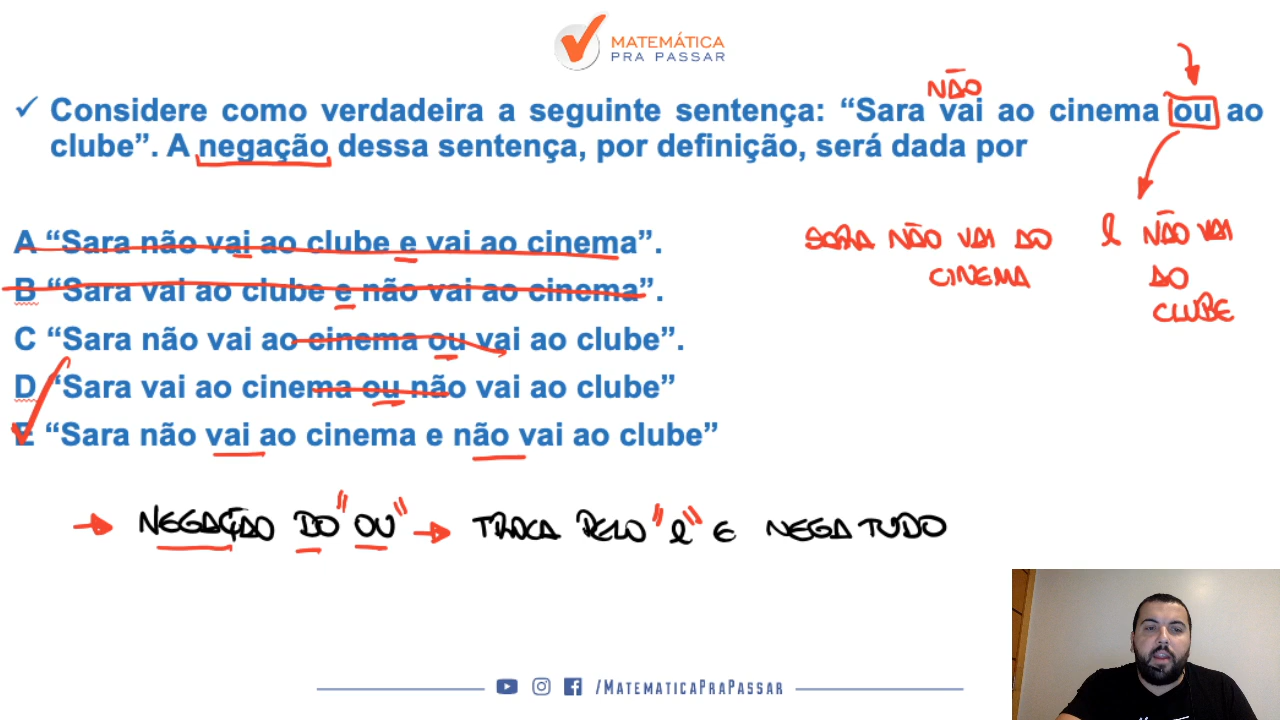 MATEMÁTICA
PRA PASSAR
NÃO
✓ Considere como verdadeira a seguinte sentença: “Sara vai ao cinema ou ao
clube”. A negação dessa sentença, por definição, será dada por
A “Sara não vai ao clube e vai ao cinema”.
SARA NÃO VAI AO e NÃO VAI
CINEMA AO
CLUBE
B “Sara vai ao clube e não vai ao cinema”.
C “Sara não vai ao cinema ou vai ao clube”.
D “Sara vai ao cinema ou não vai ao clube”
E “Sara não vai ao cinema e não vai ao clube”
→ NEGAÇÃO DO "OU" → TROCA PELO "e" E NEGA TUDO
/MATEMATICAPRAPASSAR